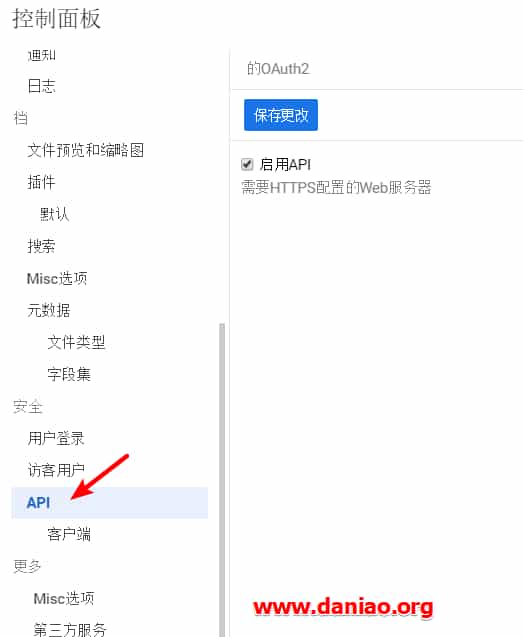 控制面板
通知
日志
档
文件预览和缩略图
插件
默认
搜索
Misc选项
元数据
文件类型
字段集
安全
用户登录
访客用户
API
客户端
更多
Misc选项
第三方服务
的OAuth2
保存更改
启用API
需要HTTPS配置的Web服务器
www.daniao.org